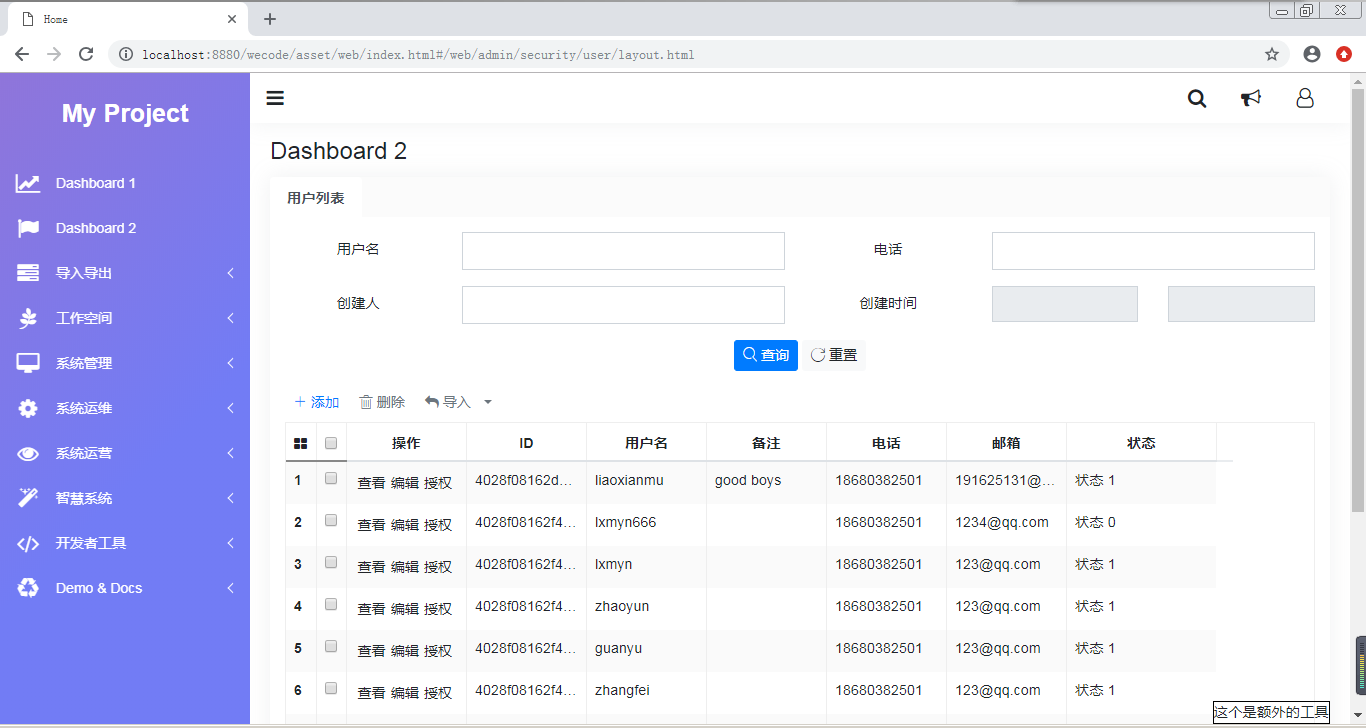 Home
localhost:8880/wecode/asset/web/index.html#/web/admin/security/user/layout.html
My Project
Dashboard 1
Dashboard 2
导入导出
工作空间
系统管理
系统运维
系统运营
智慧系统
开发者工具
Demo & Docs
Dashboard 2
用户列表
用户名 电话
创建人 创建时间
查询 重置
添加 删除 导入
操作 ID 用户名 备注 电话 邮箱 状态
1 查看 编辑 授权 4028f08162d... liaoxianmu good boys 18680382501 191625131@... 状态 1
2 查看 编辑 授权 4028f08162f4... lxmyn666 18680382501 1234@qq.com 状态 0
3 查看 编辑 授权 4028f08162f4... lxmyn 18680382501 123@qq.com 状态 1
4 查看 编辑 授权 4028f08162f4... zhaoyun 18680382501 123@qq.com 状态 1
5 查看 编辑 授权 4028f08162f4... guanyu 18680382501 123@qq.com 状态 1
6 查看 编辑 授权 4028f08162f4... zhangfei 18680382501 123@qq.com 状态 1
这个是额外的工具